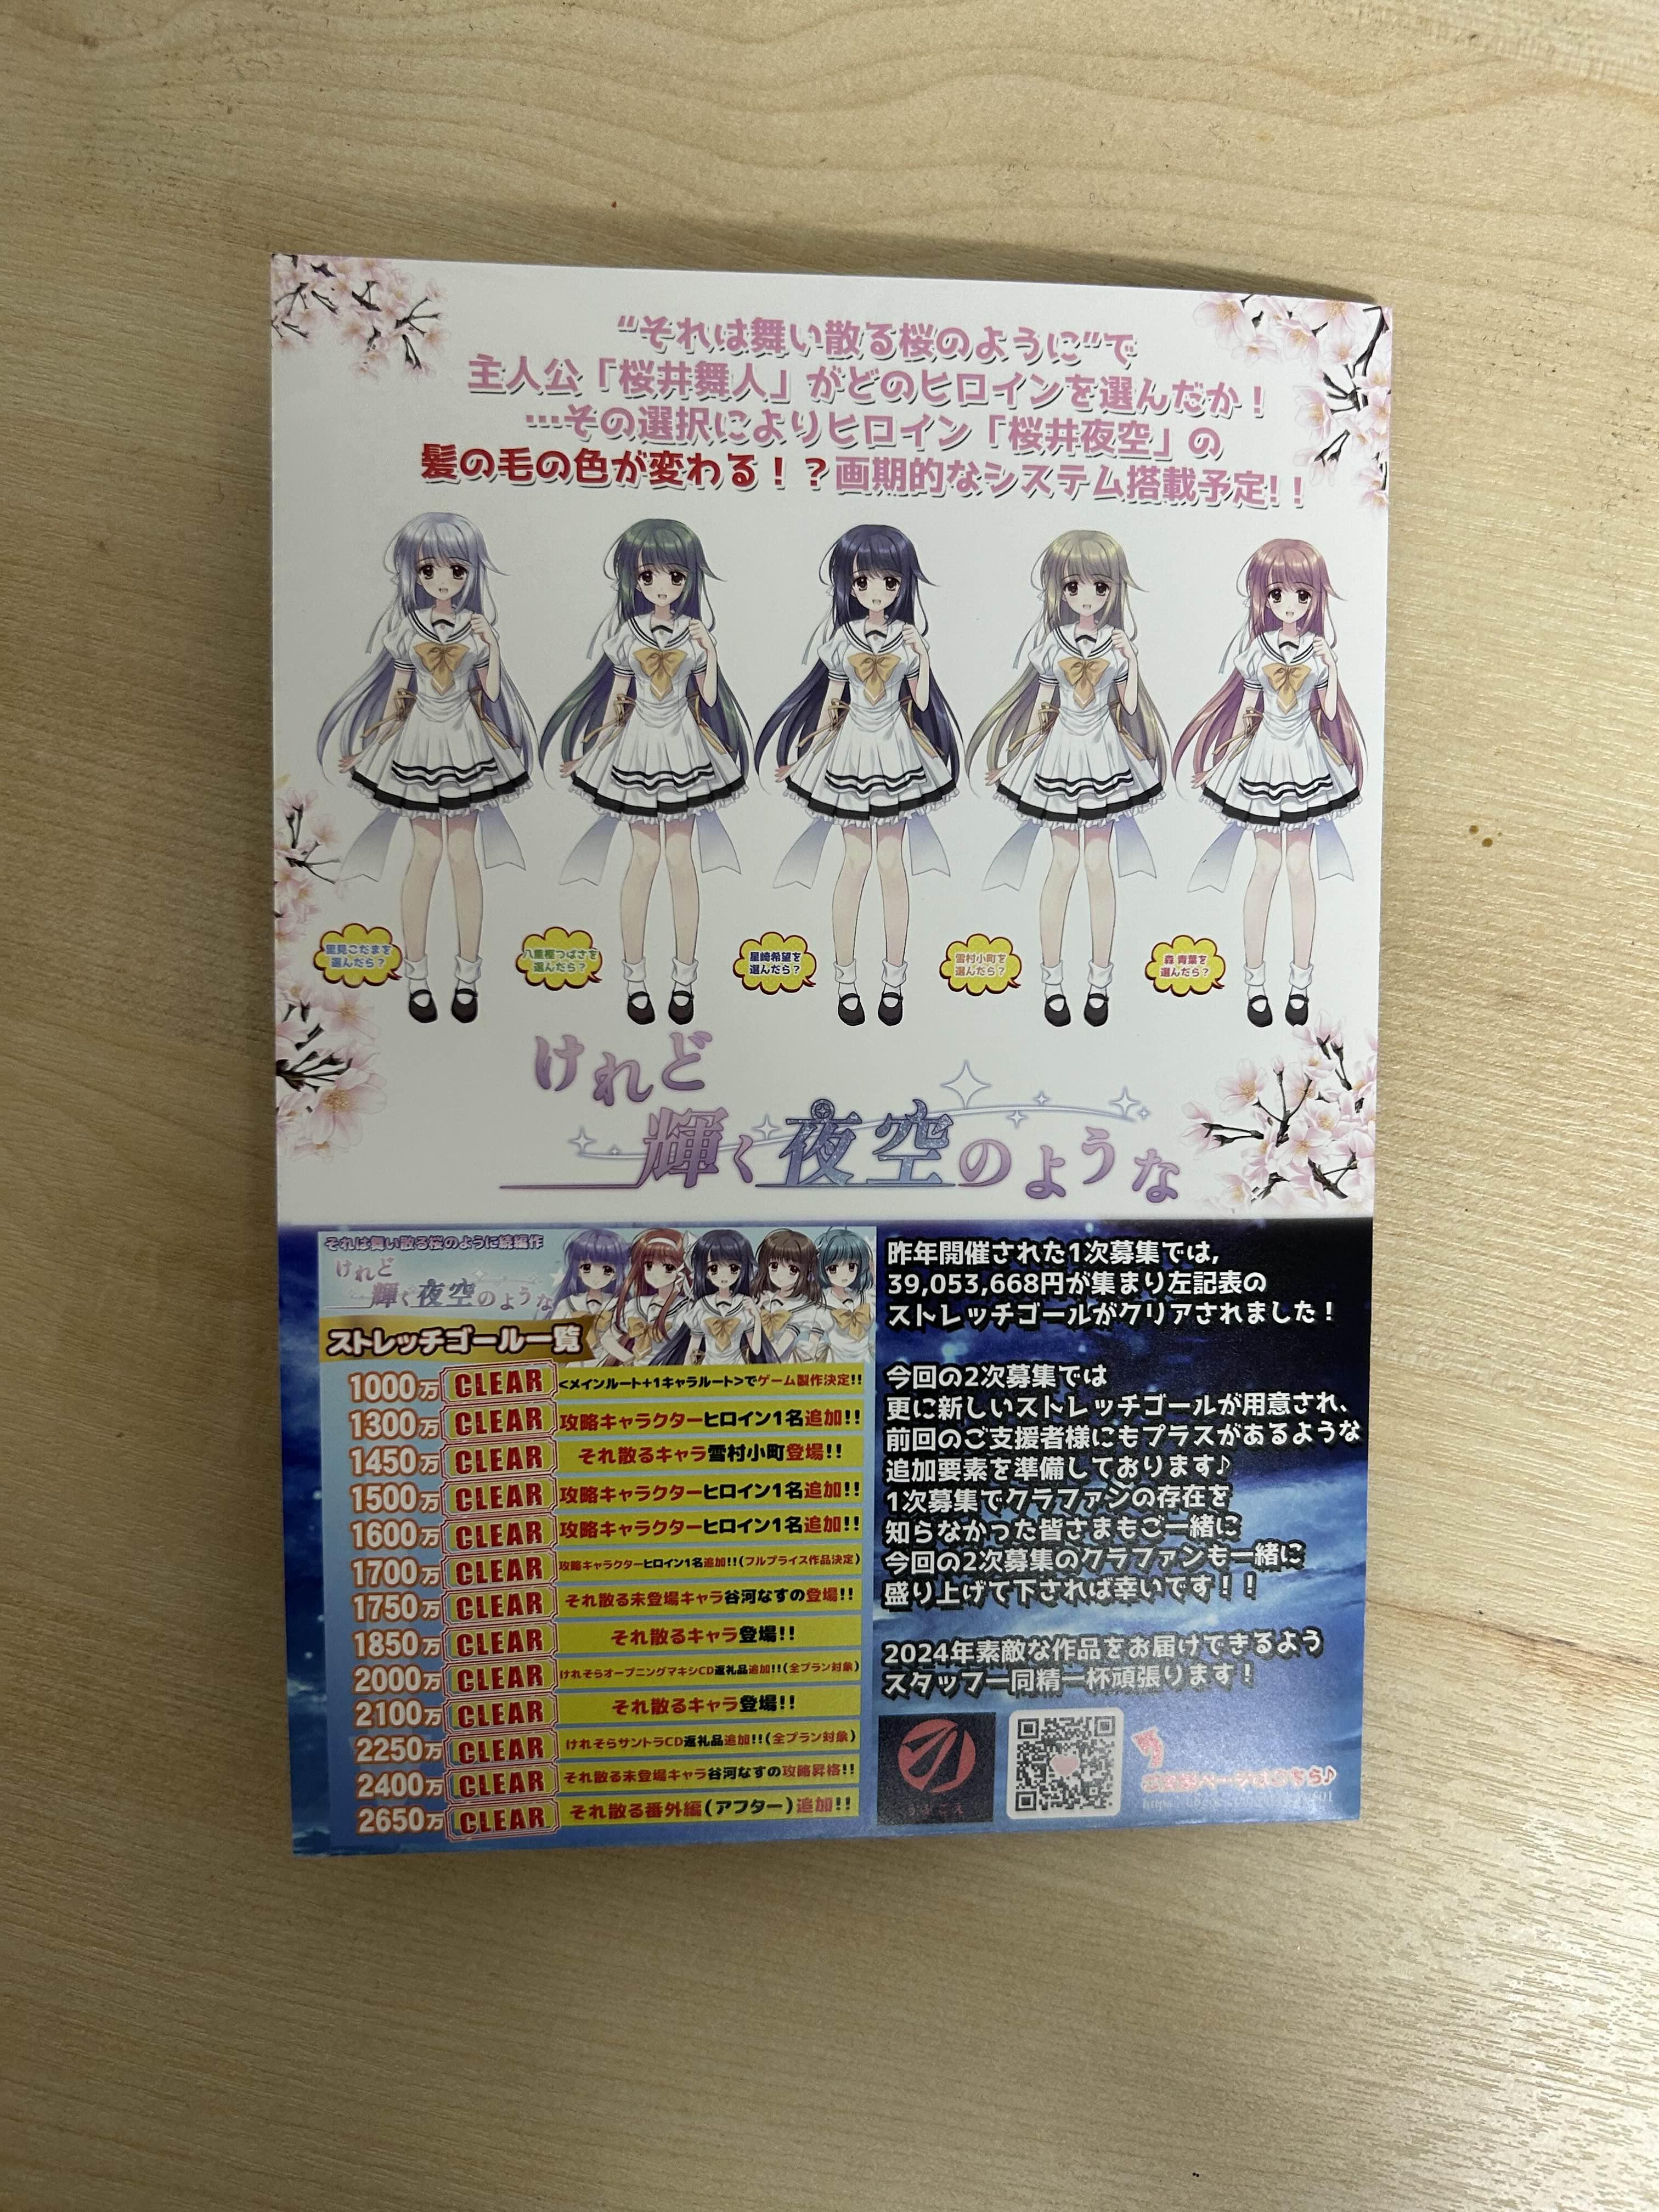 “それは舞い散る桜のように”で
主人公「桜井舞人」がどのヒロインを選んだか！
…その選択によりヒロイン「桜井夜空」の
髪の毛の色が変わる！？画期的なシステム搭載予定!！
里見こだまを
選んだら？
八重樫つばさを
選んだら？
星崎希望を
選んだら？
雪村小町を
選んだら？
森 青葉を
選んだら？
けれど
輝く夜空のような
それは舞い散る桜のように続編作
けれど
輝く夜空のような
ストレッチゴール一覧
1000万 CLEAR <メインルート+1キャラルート>でゲーム製作決定!!
1300万 CLEAR 攻略キャラクターヒロイン1名追加!!
1450万 CLEAR それ散るキャラ雪村小町登場!!
1500万 CLEAR 攻略キャラクターヒロイン1名追加!!
1600万 CLEAR 攻略キャラクターヒロイン1名追加!!
1700万 CLEAR 攻略キャラクターヒロイン1名追加!!(フルプライス作品決定)
1750万 CLEAR それ散る未登場キャラ谷河なすの登場!!
1850万 CLEAR それ散るキャラ登場!!
2000万 CLEAR けれそらオープニングマキシCD返礼品追加!!(全プラン対象)
2100万 CLEAR それ散るキャラ登場!!
2250万 CLEAR けれそらサントラCD返礼品追加!!(全プラン対象)
2400万 CLEAR それ散る未登場キャラ谷河なすの攻略昇格!!
2650万 CLEAR それ散る番外編(アフター)追加!!
昨年開催された1次募集では,
39,053,668円が集まり左記表の
ストレッチゴールがクリアされました！
今回の2次募集では
更に新しいストレッチゴールが用意され、
前回のご支援者様にもプラスがあるような
追加要素を準備しております♪
1次募集でクラファンの存在を
知らなかった皆さまもご一緒に
今回の2次募集のクラファンも一緒に
盛り上げて下されば幸いです！！
2024年素敵な作品をお届けできるよう
スタッフ一同精一杯頑張ります！